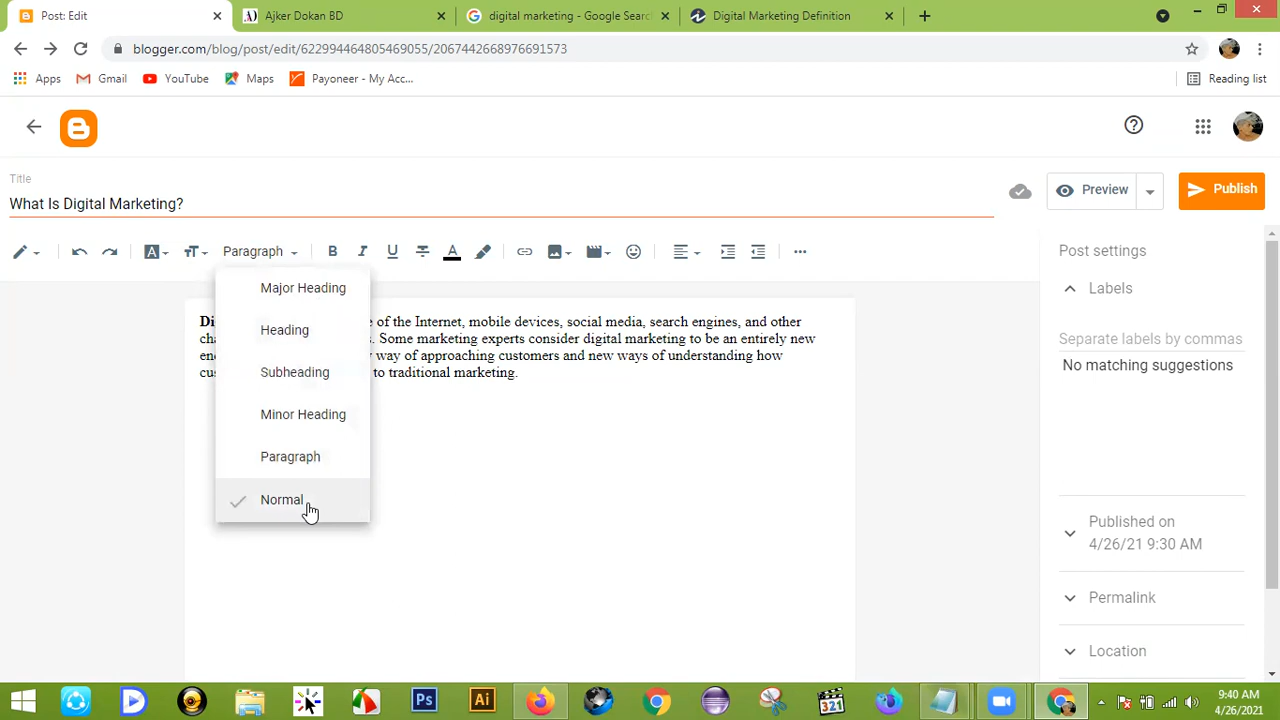 Post: Edit
Ajker Dokan BD
digital marketing - Google Searc
Digital Marketing Definition
blogger.com/blog/post/edit/622994464805469055/2067442668976691573
Apps
Gmail
YouTube
Maps
Payoneer - My Acc...
Reading list
Title
What Is Digital Marketing?
Preview
Publish
Paragraph
Post settings
Major Heading
Heading
Subheading
Minor Heading
Paragraph
Normal
Di e of the Internet, mobile devices, social media, search engines, and other
cha s. Some marketing experts consider digital marketing to be an entirely new
en way of approaching customers and new ways of understanding how
cus to traditional marketing.
Labels
Separate labels by commas
No matching suggestions
Published on
4/26/21 9:30 AM
Permalink
Location
Ps
Ai
321
9:40 AM
4/26/2021